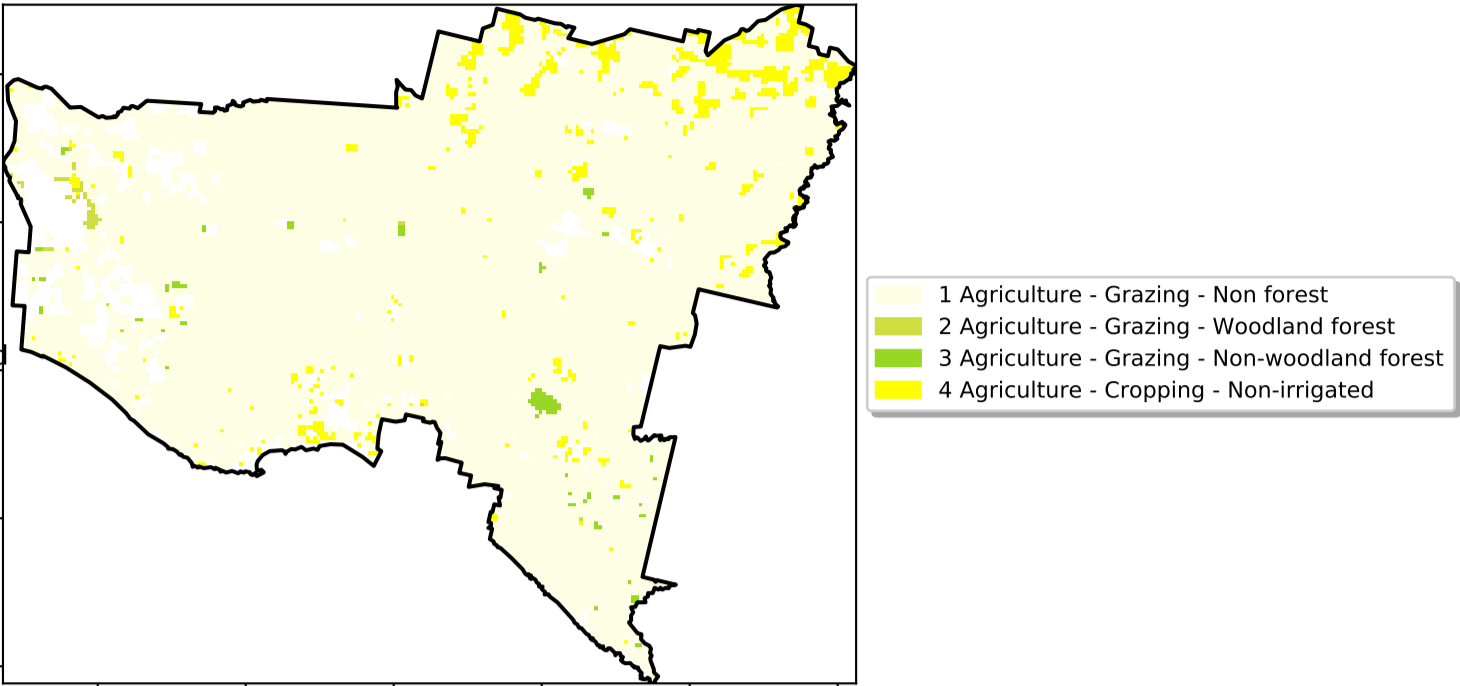 1 Agriculture - Grazing - Non forest
2 Agriculture - Grazing - Woodland forest
3 Agriculture - Grazing - Non-woodland forest
4 Agriculture - Cropping - Non-irrigated